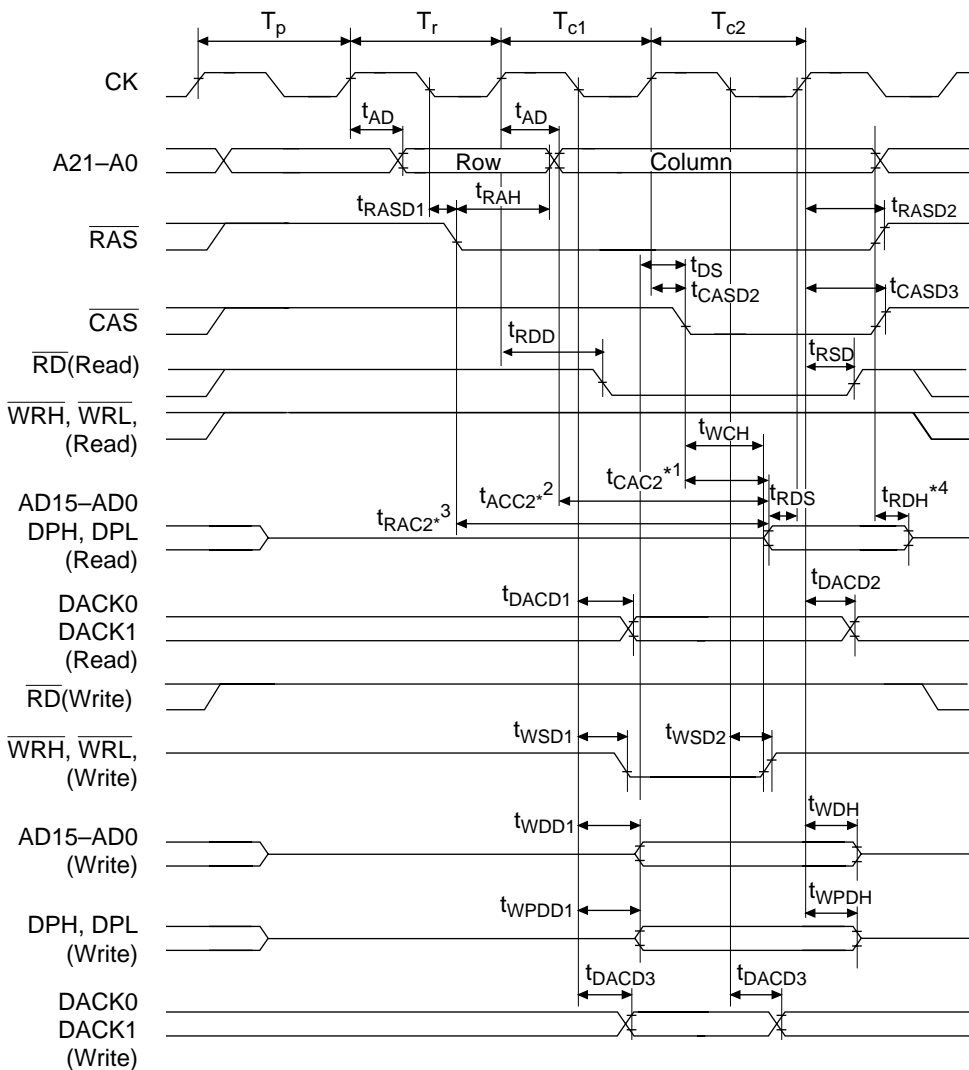 Tp Tr Tc1 Tc2
CK
tAD tAD
A21–A0 Row Column
tRASD1 tRAH tRASD2
RAS
tDS
tCASD2 tCASD3
CAS
tRDD tRSD
RD(Read)
WRH, WRL,
(Read)
tWCH
tCAC2*1
tACC2*2
tRAC2*3
tRDS tRDH*4
AD15–AD0
DPH, DPL
(Read)
tDACD1 tDACD2
DACK0
DACK1
(Read)
RD(Write)
tWSD1 tWSD2
WRH, WRL,
(Write)
tWDD1 tWDH
AD15–AD0
(Write)
tWPDD1 tWPDH
DPH, DPL
(Write)
tDACD3 tDACD3
DACK0
DACK1
(Write)